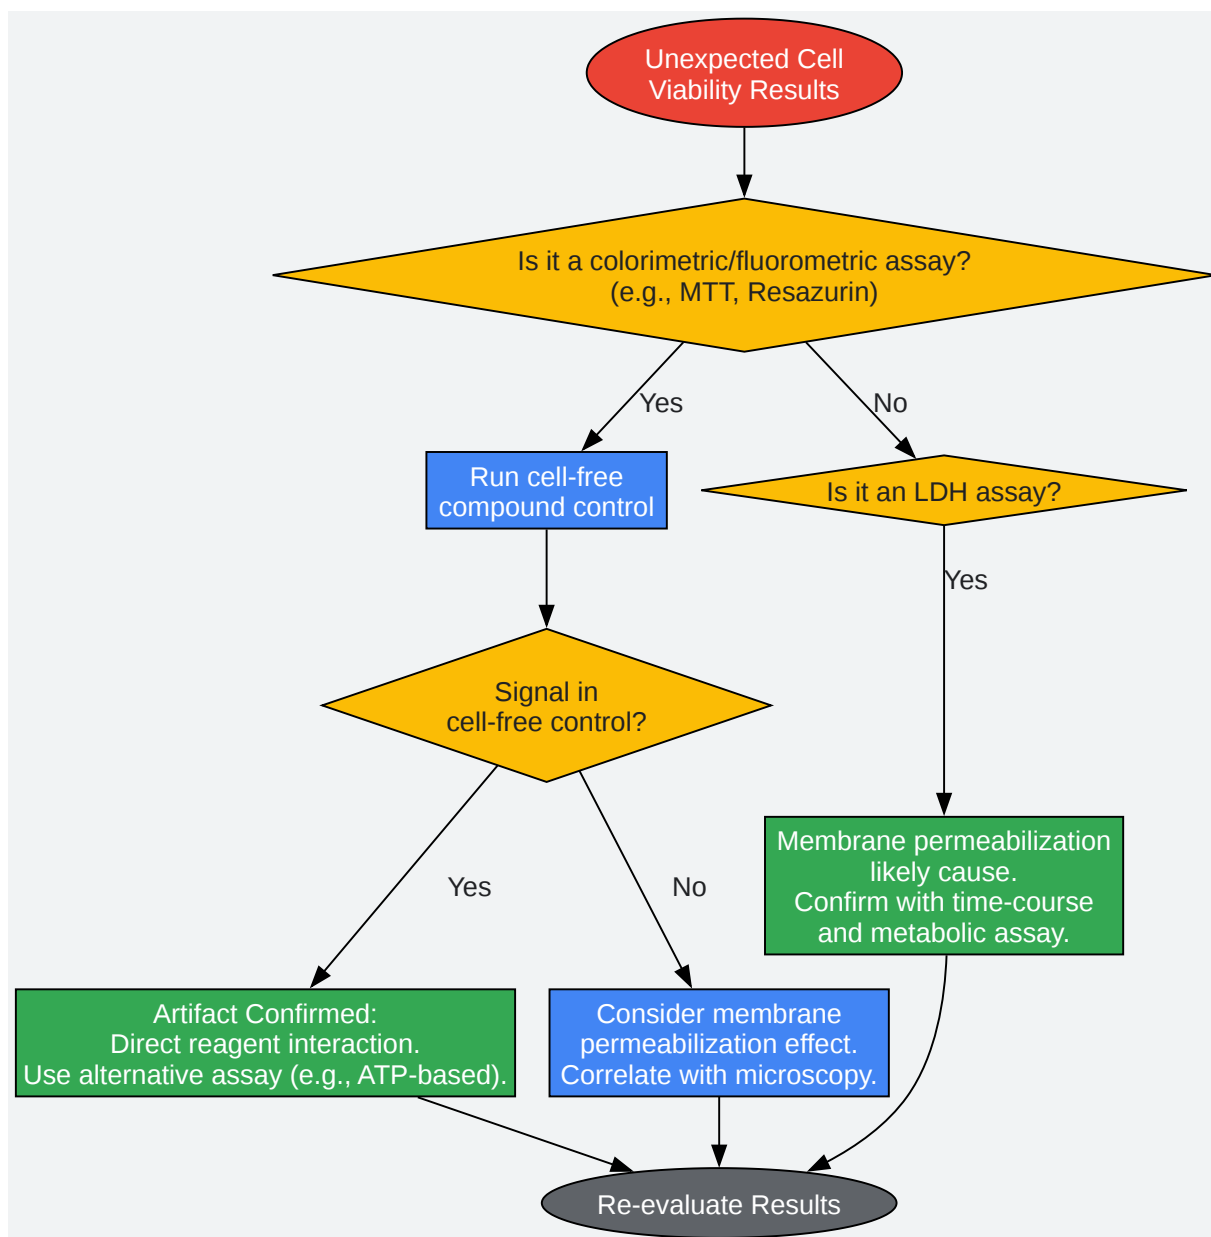 Unexpected Cell
Viability Results
Is it a colorimetric/fluorometric assay?
(e.g., MTT, Resazurin)
Yes
No
Run cell-free
compound control
Is it an LDH assay?
Yes
Signal in
cell-free control?
Yes
No
Membrane permeabilization
likely cause.
Confirm with time-course
and metabolic assay.
Artifact Confirmed:
Direct reagent interaction.
Use alternative assay (e.g., ATP-based).
Consider membrane
permeabilization effect.
Correlate with microscopy.
Re-evaluate Results